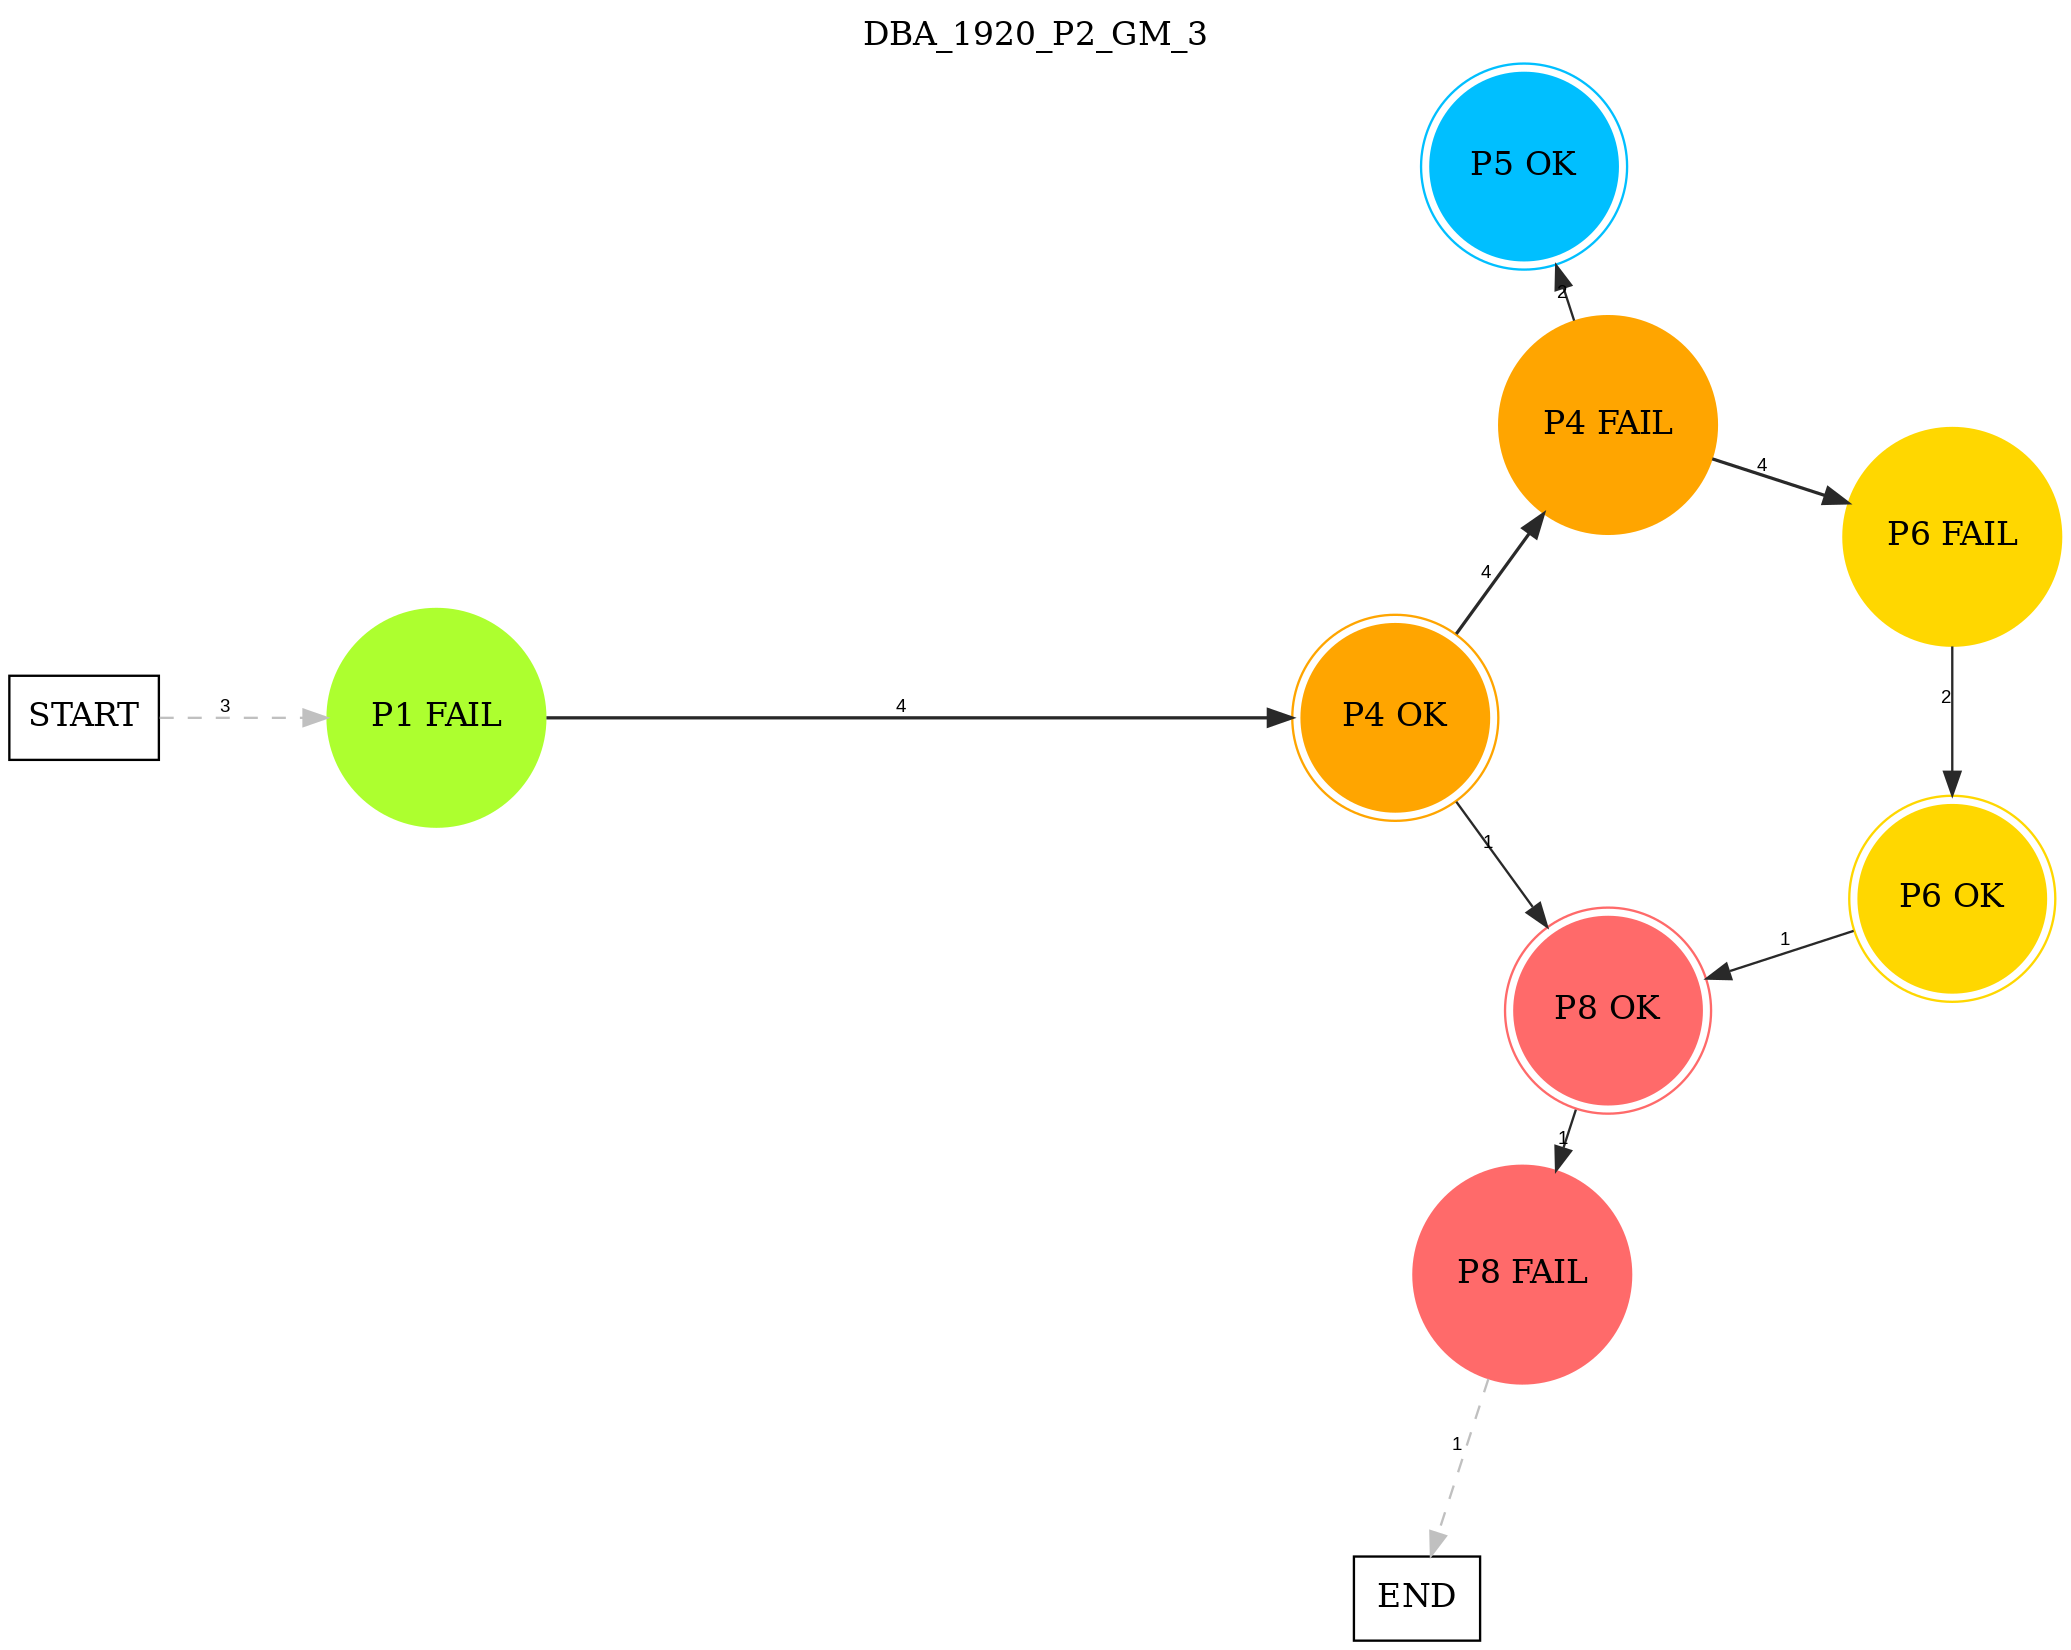 DBA_1920_P2_GM_3
P5 OK
2
P4 FAIL
4
P6 FAIL
4
START
3
P1 FAIL
4
P4 OK
2
1
P6 OK
1
P8 OK
1
P8 FAIL
1
END